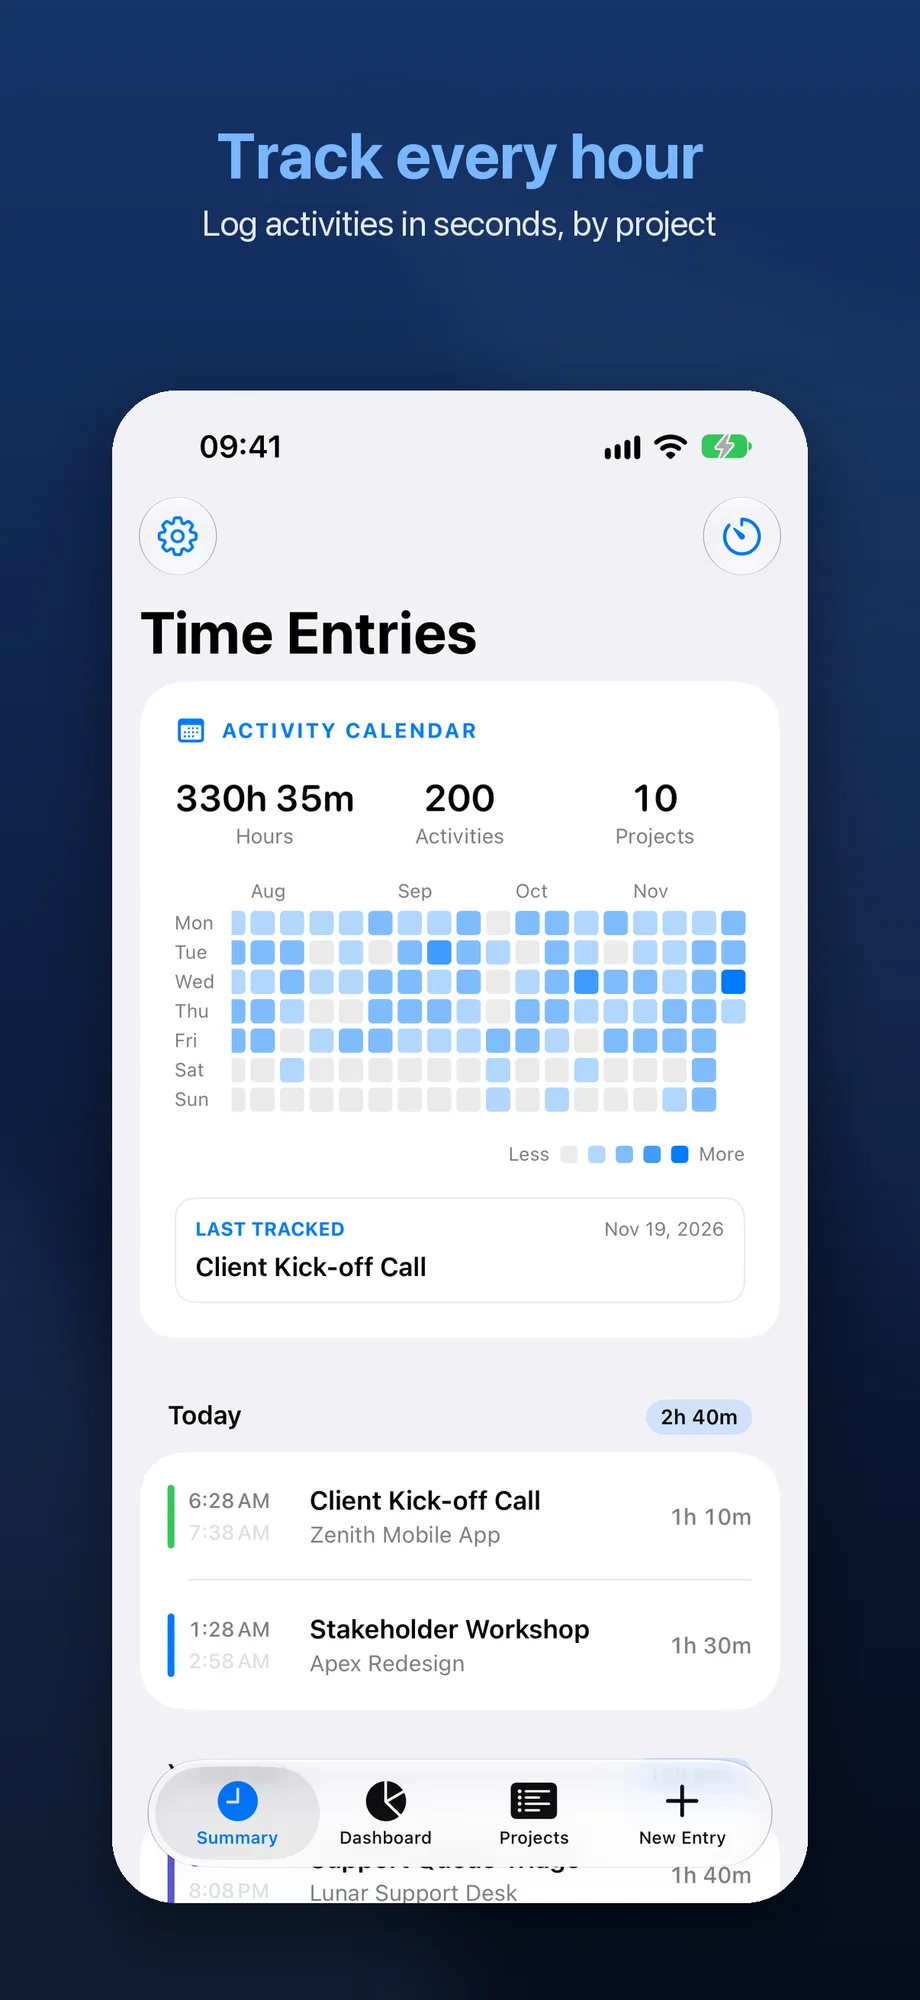 Track every hour
Log activities in seconds, by project
09:41
Time Entries
ACTIVITY CALENDAR
330h 35m 200 10
Hours Activities Projects
Aug Sep Oct Nov
Mon
Tue
Wed
Thu
Fri
Sat
Sun
Less More
LAST TRACKED Nov 19, 2026
Client Kick-off Call
Today 2h 40m
6:28 AM Client Kick-off Call 1h 10m
7:38 AM Zenith Mobile App
1:28 AM Stakeholder Workshop 1h 30m
2:58 AM Apex Redesign
Summary Dashboard Projects New Entry
1h 40m
8:08 PM Lunar Support Desk